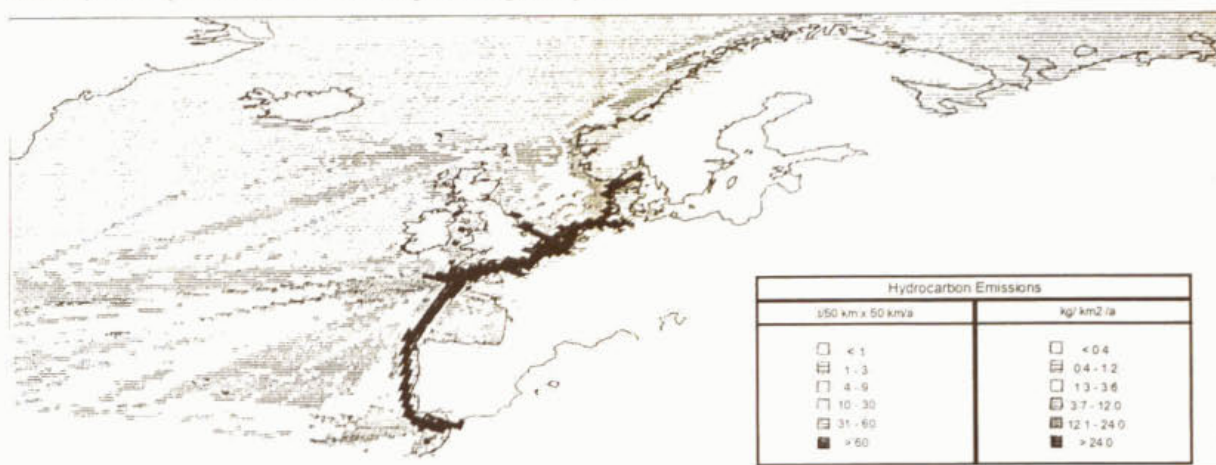 Hydrocarbon Emissions
t/50 km x 50 km/a
kg/ km2 /a
< 1
< 0.4
1 - 3
0.4 - 1.2
4 - 9
1.3 - 3.6
10 - 30
3.7 - 12.0
31 - 60
12.1 - 24.0
> 60
> 24.0